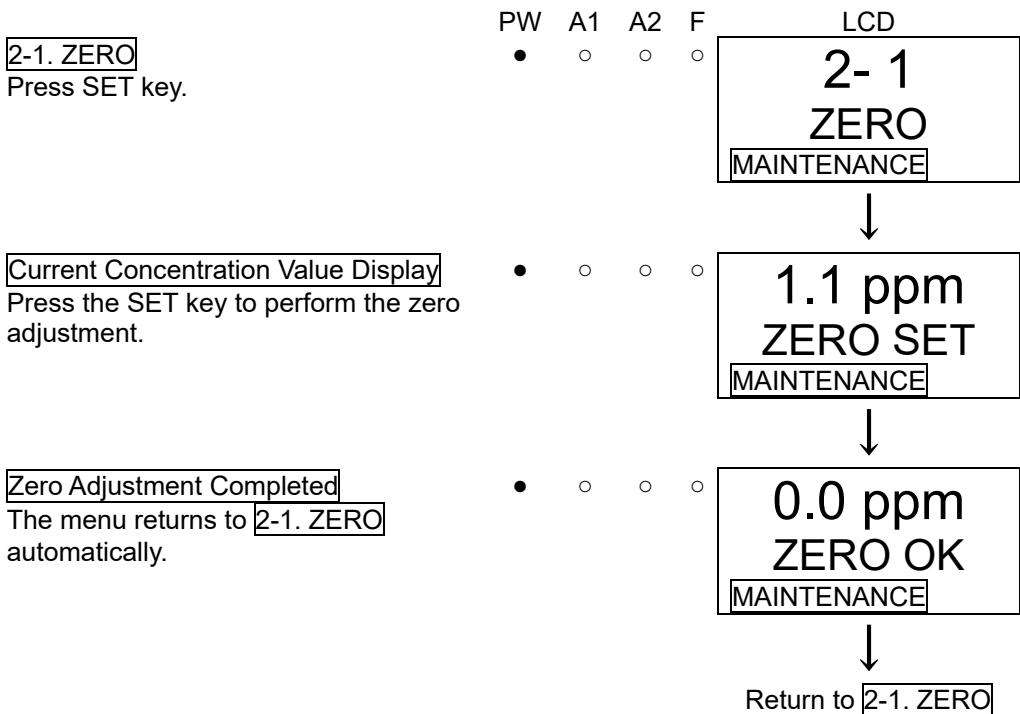 PW A1 A2 F LCD
2-1. ZERO
Press SET key.
● ○ ○ ○
2- 1
ZERO
MAINTENANCE
↓
Current Concentration Value Display
Press the SET key to perform the zero
adjustment.
● ○ ○ ○
1.1 ppm
ZERO SET
MAINTENANCE
↓
Zero Adjustment Completed
The menu returns to 2-1. ZERO
automatically.
● ○ ○ ○
0.0 ppm
ZERO OK
MAINTENANCE
↓
Return to 2-1. ZERO